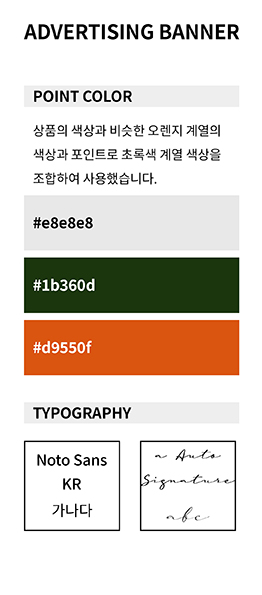 ADVERTISING BANNER
POINT COLOR
상품의 색상과 비슷한 오렌지 계열의
색상과 포인트로 초록색 계열 색상을
조합하여 사용했습니다.
#e8e8e8
#1b360d
#d9550f
TYPOGRAPHY
Noto Sans
KR
가나다
a Auto
Signature
abc